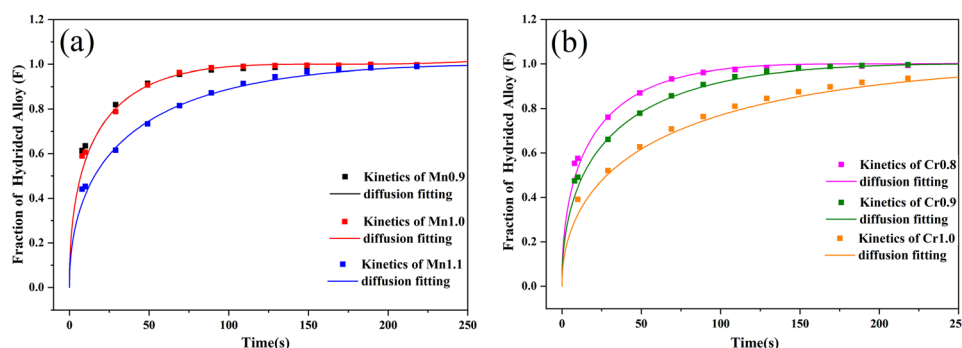 (a)
Fraction of Hydridcd Alloy (F)
1.2
1.0
0.8
0.6
0.4
0.2
0.0
Kinetics of Mn0.9
diffusion fitting
Kinetics of Mn1.0
diffusion fitting
Kinetics of Mn1.1
diffusion fitting
0 50 100 150 200 250
Time(s)
(b)
Fraction of Hydridcd Alloy (F)
1.2
1.0
0.8
0.6
0.4
0.2
0.0
Kinetics of Cr0.8
diffusion fitting
Kinetics of Cr0.9
diffusion fitting
Kinetics of Cr1.0
diffusion fitting
0 50 100 150 200 250
Time(s)